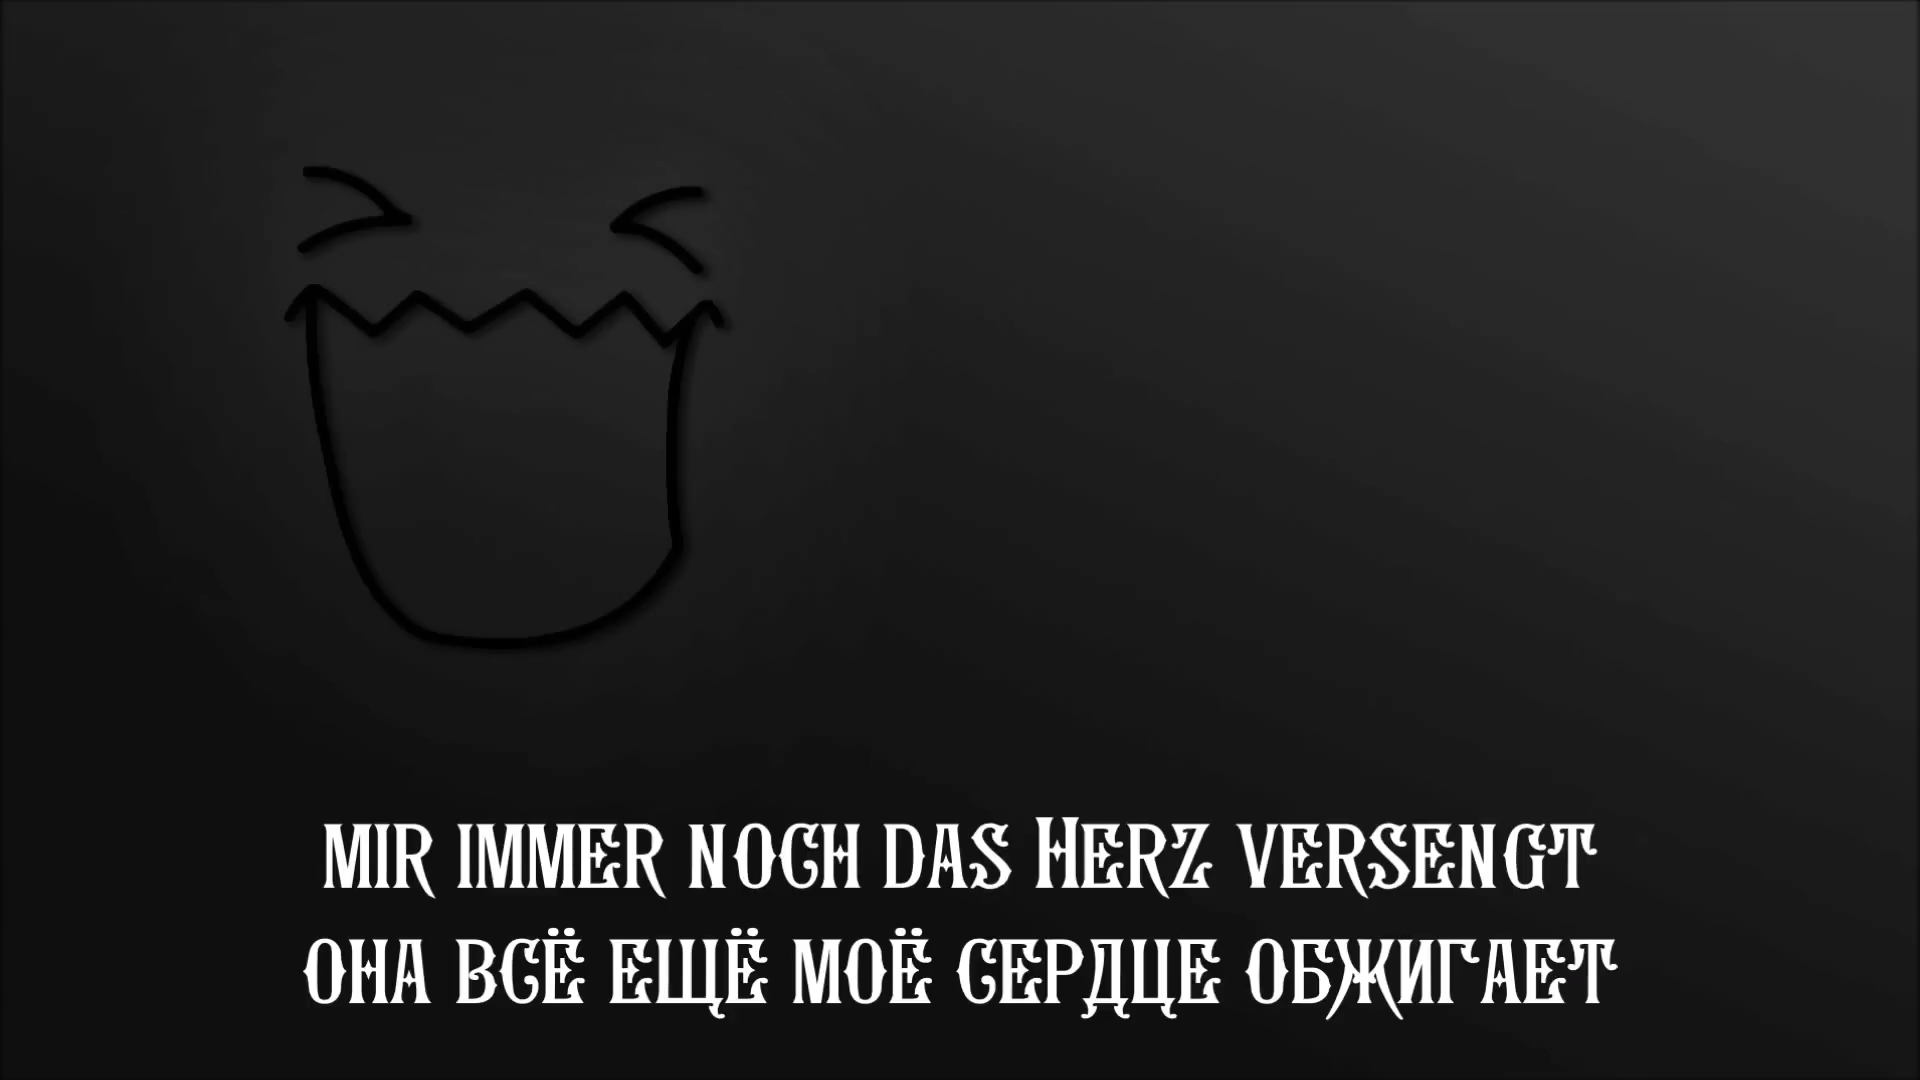 mir immer noch das Herz versengt
она всё ещё моё сердце обжигает